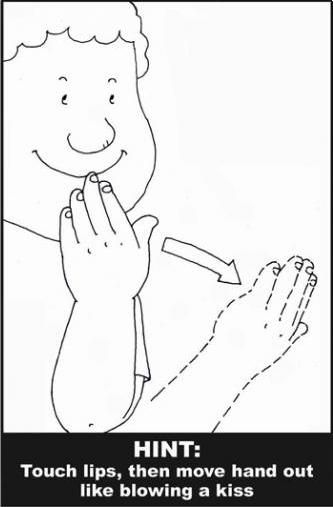 HINT:
Touch lips, then move hand out
like blowing a kiss